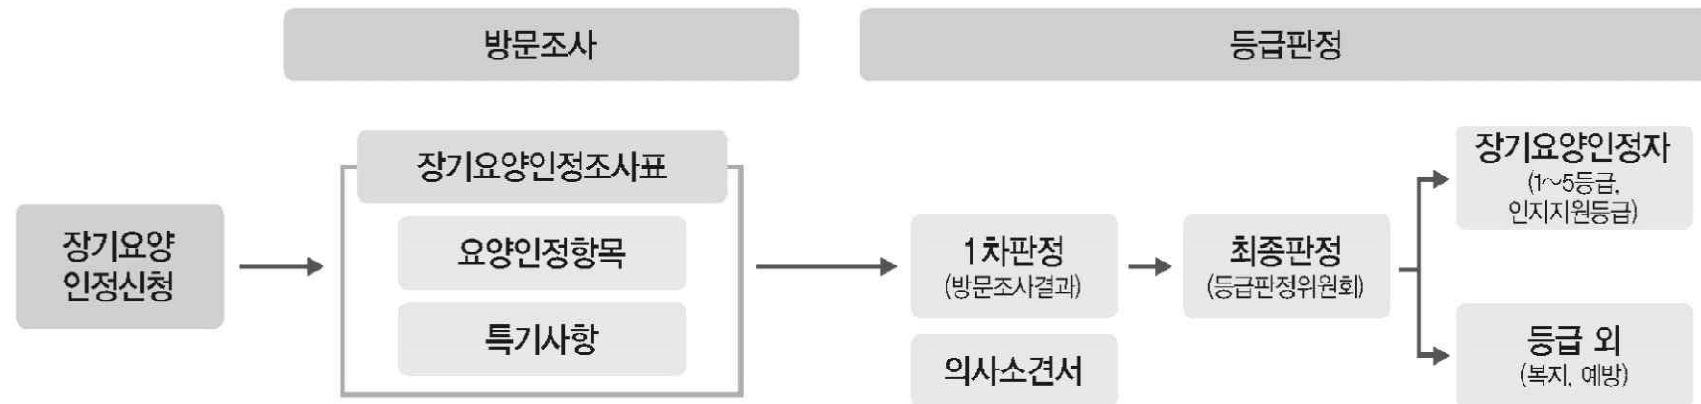 방문조사
등급판정
장기요양
인정신청
장기요양인정조사표
요양인정항목
특기사항
1차판정
(방문조사결과)
의사소견서
최종판정
(등급판정위원회)
장기요양인정자
(1~5등급,
인지지원등급)
등급 외
(복지, 예방)